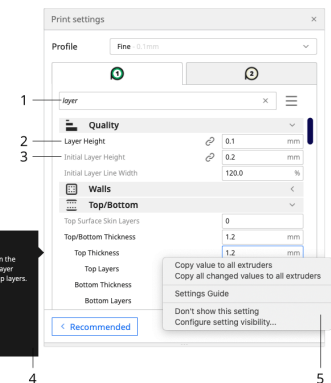 Print settings ×
Profile Fine - 0.1mm
1 2
1 layer ×
Quality
2 Layer Height 0.1 mm
3 Initial Layer Height 0.2 mm
Initial Layer Line Width 120.0 %
Walls
Top/Bottom
Top Surface Skin Layers 0
Top/Bottom Thickness 1.2 mm
Top Thickness 1.2 mm
Top Layers
Bottom Thickness
Bottom Layers
n the
ayer
p layers.
Copy value to all extruders
Copy all changed values to all extruders
Settings Guide
Don't show this setting
Configure setting visibility...
< Recommended
4 5